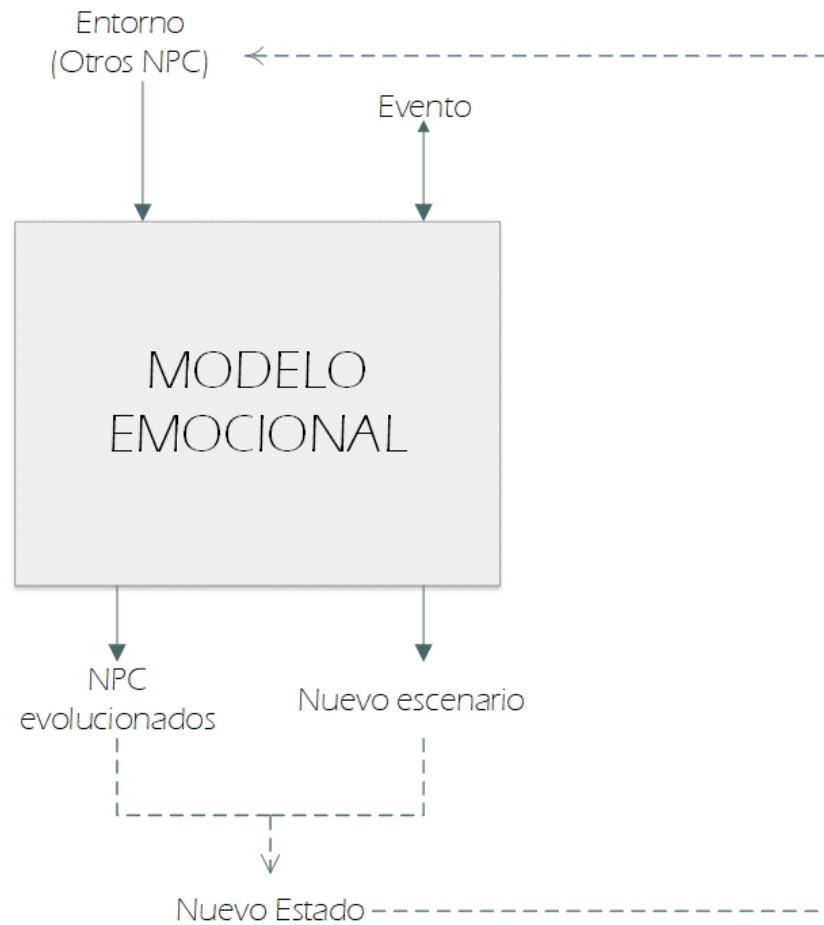 Entorno
(Otros NPC)
Evento
MODELO
EMOCIONAL
NPC
evolucionados
Nuevo escenario
Nuevo Estado